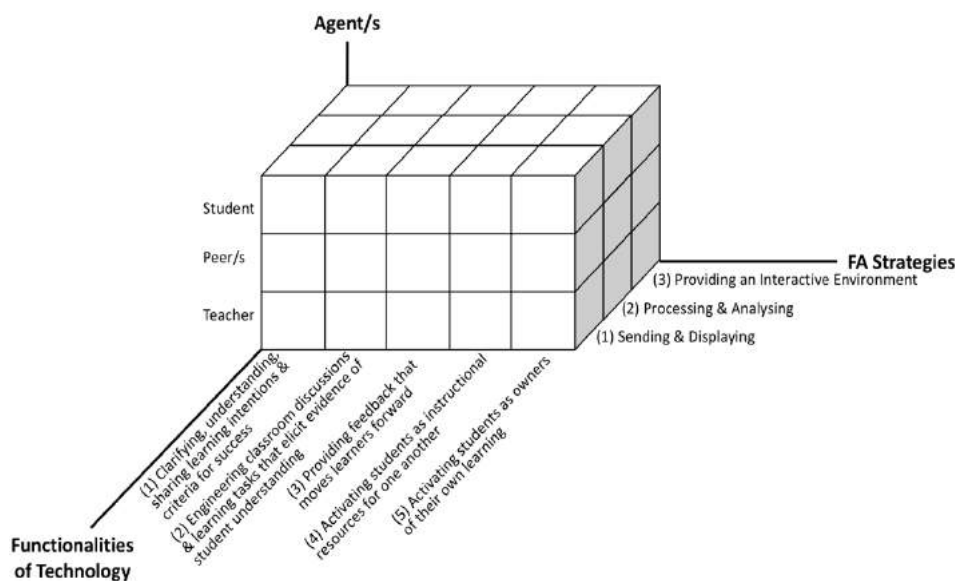 Agent/s
Student
Peer/s
Teacher
FA Strategies
(3) Providing an Interactive Environment
(2) Processing & Analysing
(1) Sending & Displaying
(1) Clarifying, understanding,
sharing learning intentions &
criteria for success
(2) Engineering classroom discussions
& learning tasks that elicit evidence of
student understanding
(3) Providing feedback that
moves learners forward
(4) Activating students as instructional
resources for one another
(5) Activating students as owners
of their own learning
Functionalities
of Technology